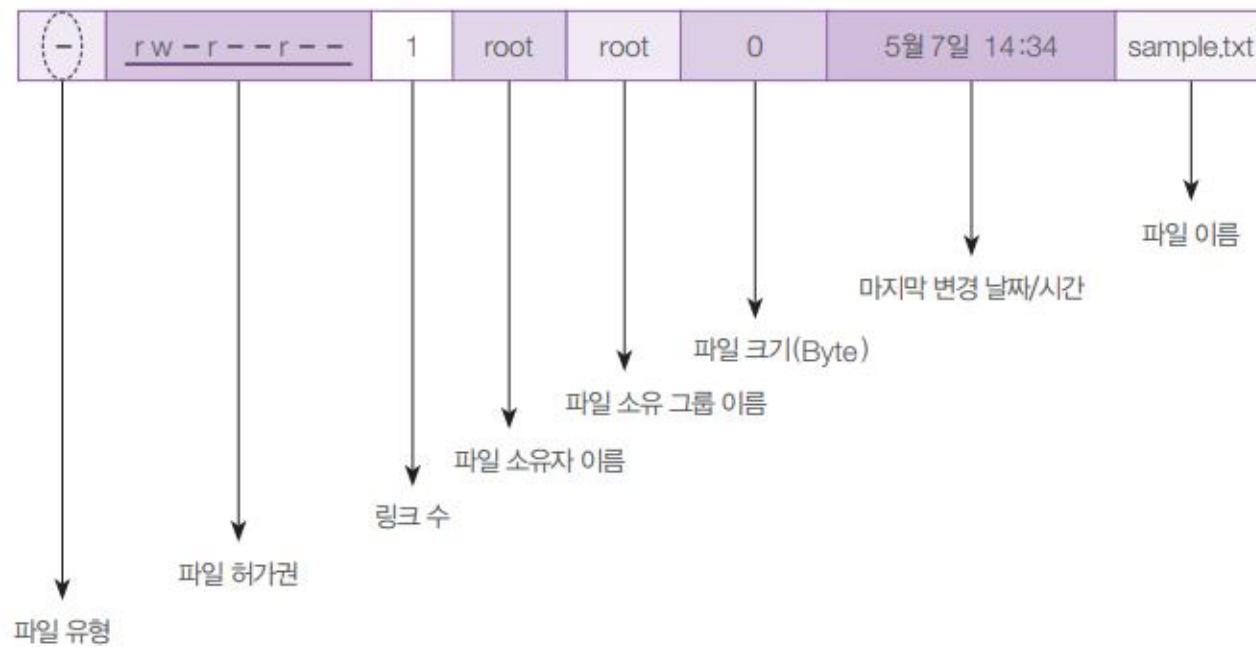 - rw-r--r-- 1 root root 0 5월 7일 14:34 sample.txt
파일 이름
마지막 변경 날짜/시간
파일 크기(Byte)
파일 소유 그룹 이름
파일 소유자 이름
링크 수
파일 허가권
파일 유형